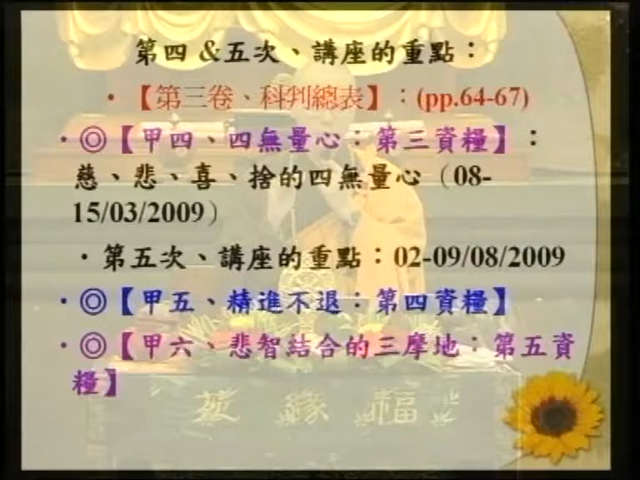 第四 &五次、講座的重點：
• 【第三卷、科判總表】：(pp.64-67)
• ◎【甲四、四無量心：第三資糧】：
慈、悲、喜、捨的四無量心（08-
15/03/2009）
• 第五次、講座的重點：02-09/08/2009
• ◎【甲五、精進不退：第四資糧】
• ◎【甲六、悲智結合的三摩地：第五資
糧】
緣 福